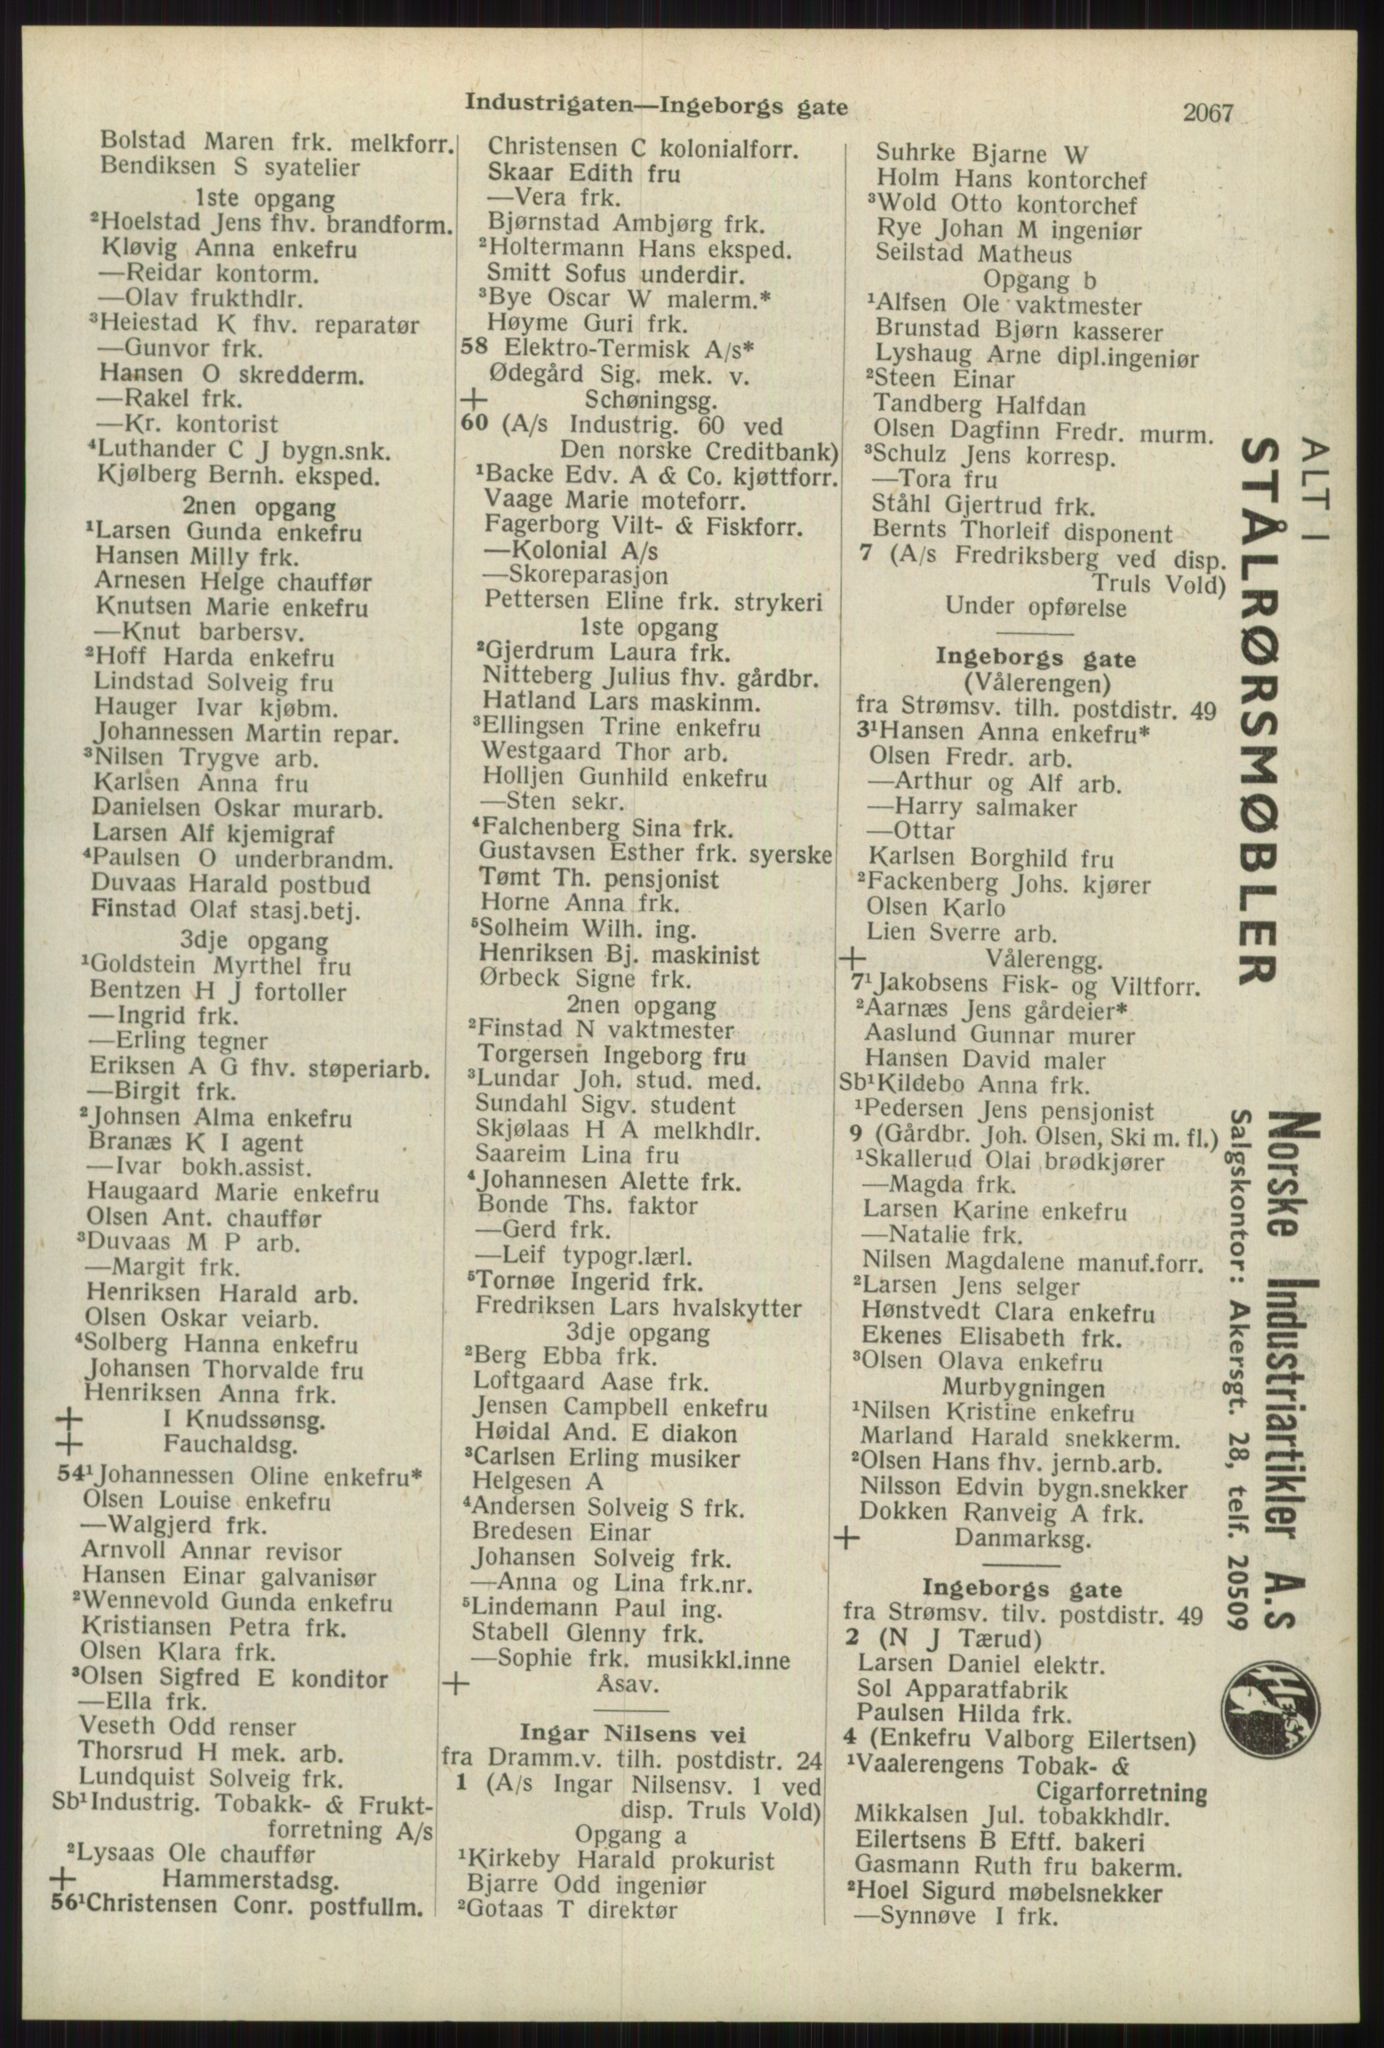 Industrigaten—Ingeborgs gate
2067
Bolstad Maren frk. melkforr.
Bendiksen S syatelier
1ste opgang
²Hoelstad Jens fhv. brandform.
Kløvig Anna enkefru
—Reidar kontorm.
—Olav frukthdlr.
³Heiestad K fhv. reparatør
—Gunvor frk.
Hansen O skredderm.
—Rakel frk.
—Kr. kontorist
⁴Luthander C J bygn.snk.
Kjølberg Bernh. eksped.
2nen opgang
¹Larsen Gunda enkefru
Hansen Milly frk.
Arnesen Helge chauffør
Knutsen Marie enkefru
—Knut barbersv.
²Hoff Harda enkefru
Lindstad Solveig fru
Hauger Ivar kjøbm.
Johannessen Martin repar.
³Nilsen Trygve arb.
Karlsen Anna fru
Danielsen Oskar murarb.
Larsen Alf kjemigraf
⁴Paulsen O underbrandm.
Duvaas Harald postbud
Finstad Olaf stasj.betj.
3dje opgang
¹Goldstein Myrthel fru
Bentzen H J fortoller
—Ingrid frk.
—Erling tegner
Eriksen A G fhv. støperiarb.
—Birgit frk.
²Johnsen Alma enkefru
Branæs K I agent
—Ivar bokh.assist.
Haugaard Marie enkefru
Olsen Ant. chauffør
³Duvaas M P arb.
—Margit frk.
Henriksen Harald arb.
Olsen Oskar veiarb.
⁴Solberg Hanna enkefru
Johansen Thorvalde fru
Henriksen Anna frk.
+ I Knudssønsg.
+ Fauchaldsg.
54¹Johannessen Oline enkefru*
Olsen Louise enkefru
—Walgjerd frk.
Arnvoll Annar revisor
Hansen Einar galvanisør
²Wennevold Gunda enkefru
Kristiansen Petra frk.
Olsen Klara frk.
³Olsen Sigfred E konditor
—Ella frk.
Veseth Odd renser
Thorsrud H mek. arb.
Lundquist Solveig frk.
Sb¹Industrig. Tobakk- & Frukt-
forretning A/s
²Lysaas Ole chauffør
+ Hammerstadsg.
56¹Christensen Conr. postfullm.
Christensen C kolonialforr.
Skaar Edith fru
—Vera frk.
Bjørnstad Ambjørg frk.
²Holtermann Hans eksped.
Smitt Sofus underdir.
³Bye Oscar W malerm.*
Høyme Guri frk.
58 Elektro-Termisk A/s*
Ødegård Sig. mek. v.
+ Schøningsg.
60 (A/s Industrig. 60 ved
Den norske Creditbank)
¹Backe Edv. A & Co. kjøttforr.
Vaage Marie moteforr.
Fagerborg Vilt- & Fiskforr.
—Kolonial A/s
—Skoreparasjon
Pettersen Eline frk. strykeri
1ste opgang
²Gjerdrum Laura frk.
Nitteberg Julius fhv. gårdbr.
Hatland Lars maskinm.
³Ellingsen Trine enkefru
Westgaard Thor arb.
Holljen Gunhild enkefru
—Sten sekr.
⁴Falchenberg Sina frk.
Gustavsen Esther frk. syerske
Tømt Th. pensjonist
Horne Anna frk.
⁵Solheim Wilh. ing.
Henriksen Bj. maskinist
Ørbeck Signe frk.
2nen opgang
²Finstad N vaktmester
Torgersen Ingeborg fru
³Lundar Joh. stud. med.
Sundahl Sigv. student
Skjølaas H A melkhdlr.
Saareim Lina fru
⁴Johannesen Alette frk.
Bonde Ths. faktor
—Gerd frk.
—Leif typogr.lærl.
⁵Tornøe Ingerid frk.
Fredriksen Lars hvalskytter
3dje opgang
²Berg Ebba frk.
Loftgaard Aase frk.
Jensen Campbell enkefru
Høidal And. E diakon
³Carlsen Erling musiker
Helgesen A
⁴Andersen Solveig S frk.
Bredesen Einar
Johansen Solveig frk.
—Anna og Lina frk.nr.
⁵Lindemann Paul ing.
Stabell Glenny frk.
—Sophie frk. musikkl.inne
+ Åsav.
Ingar Nilsens vei
fra Dramm.v. tilh. postdistr. 24
1 (A/s Ingar Nilsensv. 1 ved
disp. Truls Vold)
Opgang a
¹Kirkeby Harald prokurist
Bjarre Odd ingeniør
²Gotaas T direktør
Suhrke Bjarne W
Holm Hans kontorchef
³Wold Otto kontorchef
Rye Johan M ingeniør
Seilstad Matheus
Opgang b
¹Alfsen Ole vaktmester
Brunstad Bjørn kasserer
Lyshaug Arne dipl.ingeniør
²Steen Einar
Tandberg Halfdan
Olsen Dagfinn Fredr. murm.
³Schulz Jens korresp.
—Tora fru
Ståhl Gjertrud frk.
Bernts Thorleif disponent
7 (A/s Fredriksberg ved disp.
Truls Vold)
Under opførelse
Ingeborgs gate
(Vålerengen)
fra Strømsv. tilh. postdistr. 49
3¹Hansen Anna enkefru*
Olsen Fredr. arb.
—Arthur og Alf arb.
—Harry salmaker
—Ottar
Karlsen Borghild fru
²Fackenberg Johs. kjører
Olsen Karlo
Lien Sverre arb.
+ Vålerengg.
7¹Jakobsens Fisk- og Viltforr.
²Aarnæs Jens gårdeier*
Aaslund Gunnar murer
Hansen David maler
Sb¹Kildebo Anna frk.
¹Pedersen Jens pensjonist
9 (Gårdbr. Joh. Olsen, Ski m. fl.)
¹Skallerud Olai brødkjører
—Magda frk.
Larsen Karine enkefru
—Natalie frk.
Nilsen Magdalene manuf.forr.
²Larsen Jens selger
Hønstvedt Clara enkefru
Ekenes Elisabeth frk.
³Olsen Olava enkefru
Murbygningen
¹Nilsen Kristine enkefru
Marland Harald snekkerm.
²Olsen Hans fhv. jernb.arb.
Nilsson Edvin bygn.snekker
Dokken Ranveig A frk.
+ Danmarksg.
Ingeborgs gate
fra Strømsv. tilv. postdistr. 49
2 (N J Tærud)
Larsen Daniel elektr.
Sol Apparatfabrik
Paulsen Hilda frk.
4 (Enkefru Valborg Eilertsen)
¹Vaalerengens Tobak- &
Cigarforretning
Mikkalsen Jul. tobakkhdlr.
Eilertsens B Eftf. bakeri
Gasmann Ruth fru bakerm.
²Hoel Sigurd møbelsnekker
—Synnøve I frk.
ALT I
STÅLRØRSMØBLER
Norske Industriartikler A.s
Salgskontor: Akersgt. 28, telf. 20509